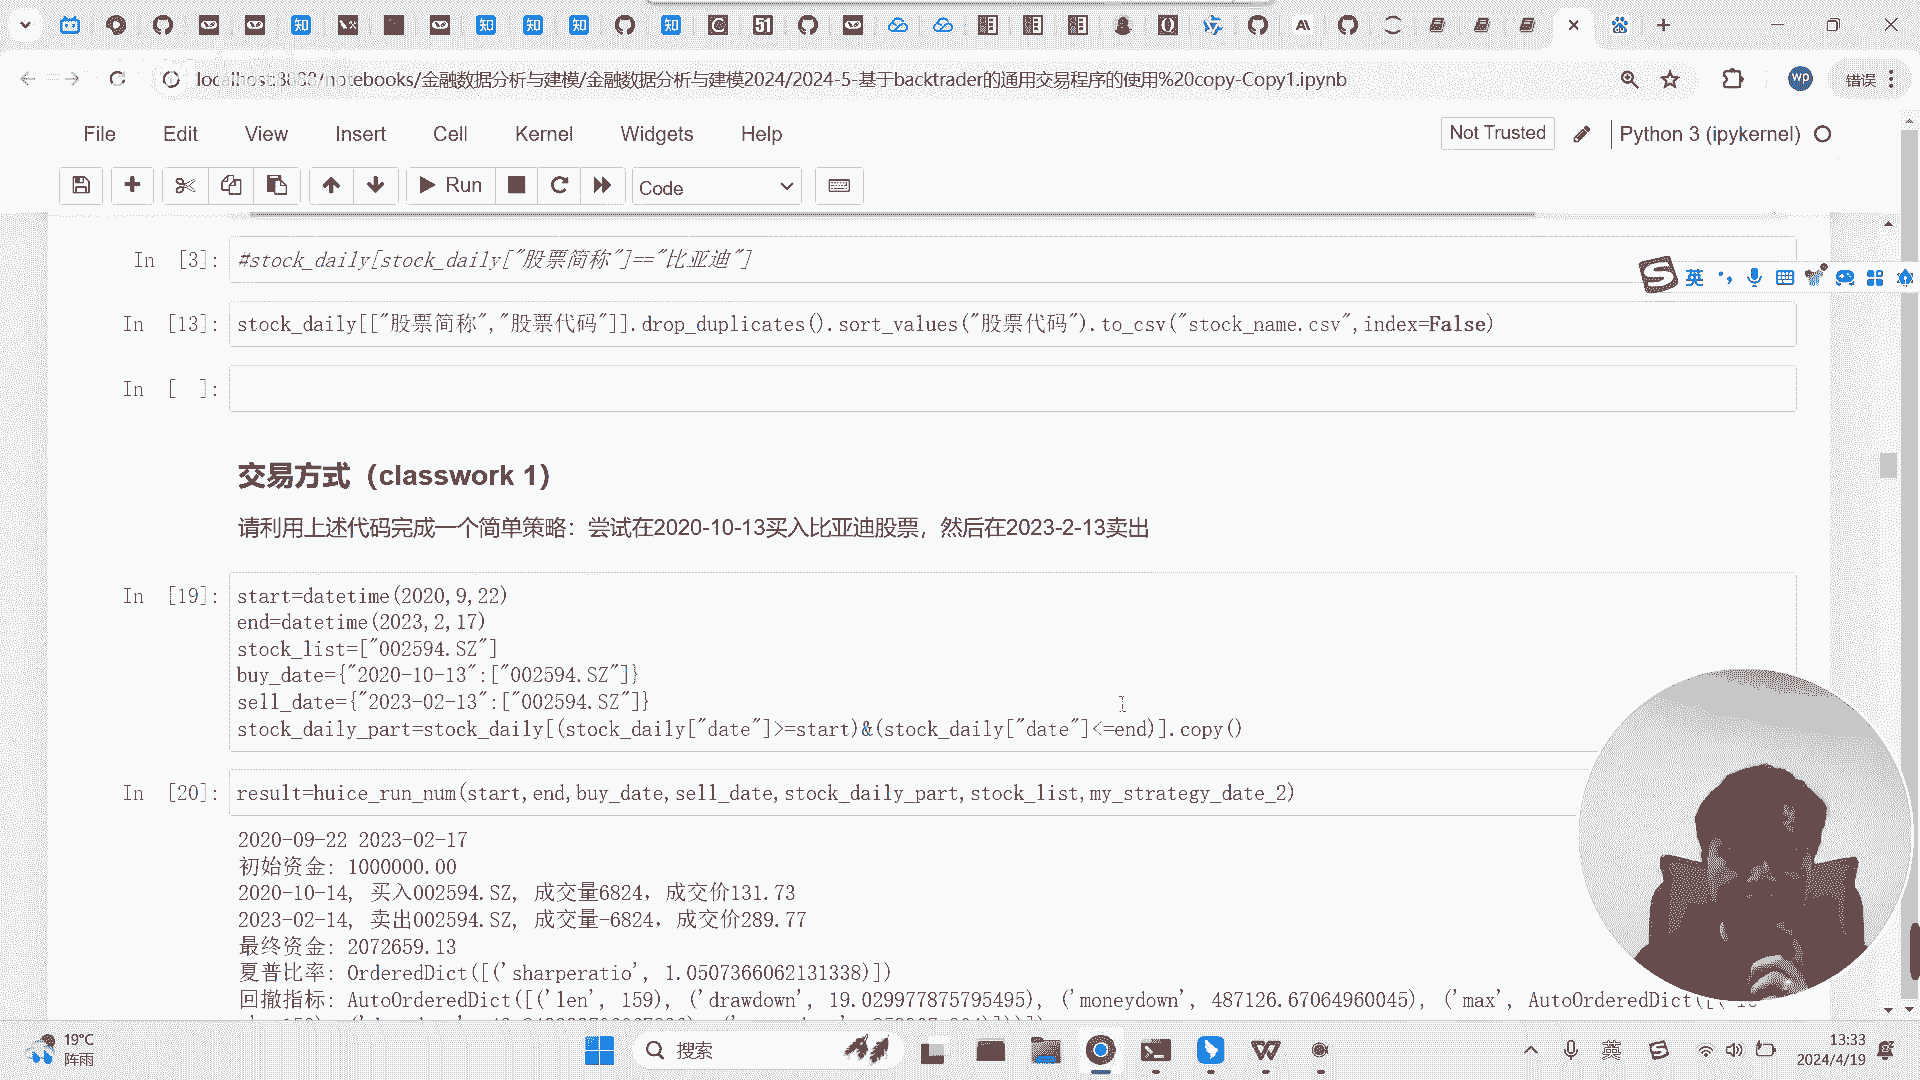 localhost:8888/notebooks/金融数据分析与建模/金融数据分析与建模2024/2024-5-基于backtrader的通用交易程序的使用%20copy-Copy1.ipynb
wp
错误
File Edit View Insert Cell Kernel Widgets Help
Not Trusted
Python 3 (ipykernel)
Run
Code
In [3]: #stock_daily[stock_daily["股票简称"]=="比亚迪"]
英
In [13]: stock_daily[["股票简称","股票代码"]].drop_duplicates().sort_values("股票代码").to_csv("stock_name.csv",index=False)
In [ ]:
交易方式（classwork 1）
请利用上述代码完成一个简单策略：尝试在2020-10-13买入比亚迪股票，然后在2023-2-13卖出
In [19]: start=datetime(2020,9,22)
end=datetime(2023,2,17)
stock_list=["002594.SZ"]
buy_date={"2020-10-13":["002594.SZ"]}
sell_date={"2023-02-13":["002594.SZ"]}
stock_daily_part=stock_daily[(stock_daily["date"]>=start)&(stock_daily["date"]<=end)].copy()
In [20]: result=huice_run_num(start,end,buy_date,sell_date,stock_daily_part,stock_list,my_strategy_date_2)
2020-09-22 2023-02-17
初始资金: 1000000.00
2020-10-14, 买入002594.SZ, 成交量6824, 成交价131.73
2023-02-14, 卖出002594.SZ, 成交量-6824, 成交价289.77
最终资金: 2072659.13
夏普比率: OrderedDict([('sharperatio', 1.0507366062131338)])
回撤指标: AutoOrderedDict([('len', 159), ('drawdown', 19.029977875795495), ('moneydown', 487126.67064960045), ('max', AutoOrderedDict([(
19°C
阵雨
搜索
英
13:33
2024/4/19